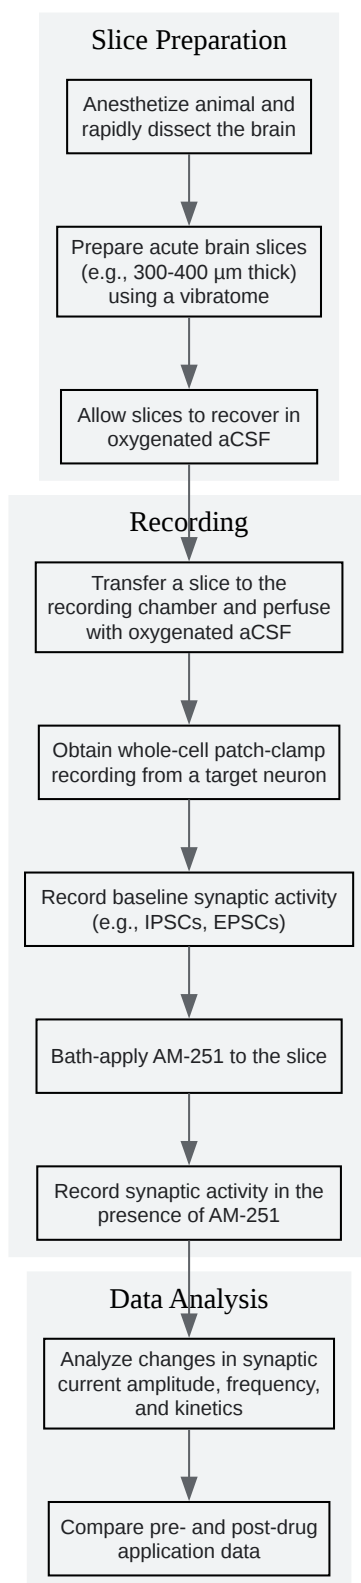 Slice Preparation
Anesthetize animal and
rapidly dissect the brain
Prepare acute brain slices
(e.g., 300-400 µm thick)
using a vibratome
Allow slices to recover in
oxygenated aCSF
Recording
Transfer a slice to the
recording chamber and perfuse
with oxygenated aCSF
Obtain whole-cell patch-clamp
recording from a target neuron
Record baseline synaptic activity
(e.g., IPSCs, EPSCs)
Bath-apply AM-251 to the slice
Record synaptic activity in the
presence of AM-251
Data Analysis
Analyze changes in synaptic
current amplitude, frequency,
and kinetics
Compare pre- and post-drug
application data